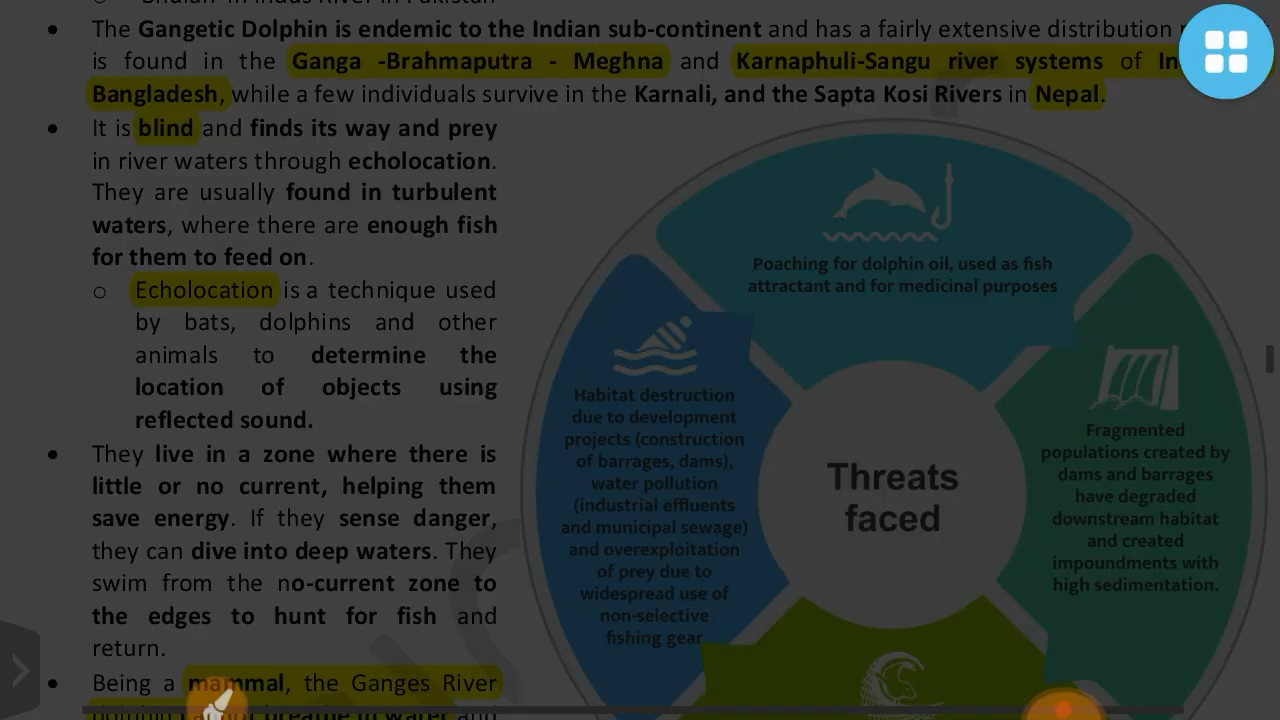 The Gangetic Dolphin is endemic to the Indian sub-continent and has a fairly extensive distribution
is found in the Ganga -Brahmaputra - Meghna and Karnaphuli-Sangu river systems of
Bangladesh, while a few individuals survive in the Karnali, and the Sapta Kosi Rivers in Nepal.
It is blind and finds its way and prey
in river waters through echolocation.
They are usually found in turbulent
waters, where there are enough fish
for them to feed on.
Echolocation is a technique used
by bats, dolphins and other
animals to determine the
location of objects using
reflected sound.
They live in a zone where there is
little or no current, helping them
save energy. If they sense danger,
they can dive into deep waters. They
swim from the no-current zone to
the edges to hunt for fish and
return.
Being a mammal, the Ganges River
Poaching for dolphin oil, used as fish
attractant and for medicinal purposes
Habitat destruction
due to development
projects (construction
of barrages, dams),
water pollution
(industrial effluents
and municipal sewage)
and overexploitation
of prey due to
widespread use of
non-selective
fishing gear
Threats
faced
Fragmented
populations created by
dams and barrages
have degraded
downstream habitat
and created
impoundments with
high sedimentation.